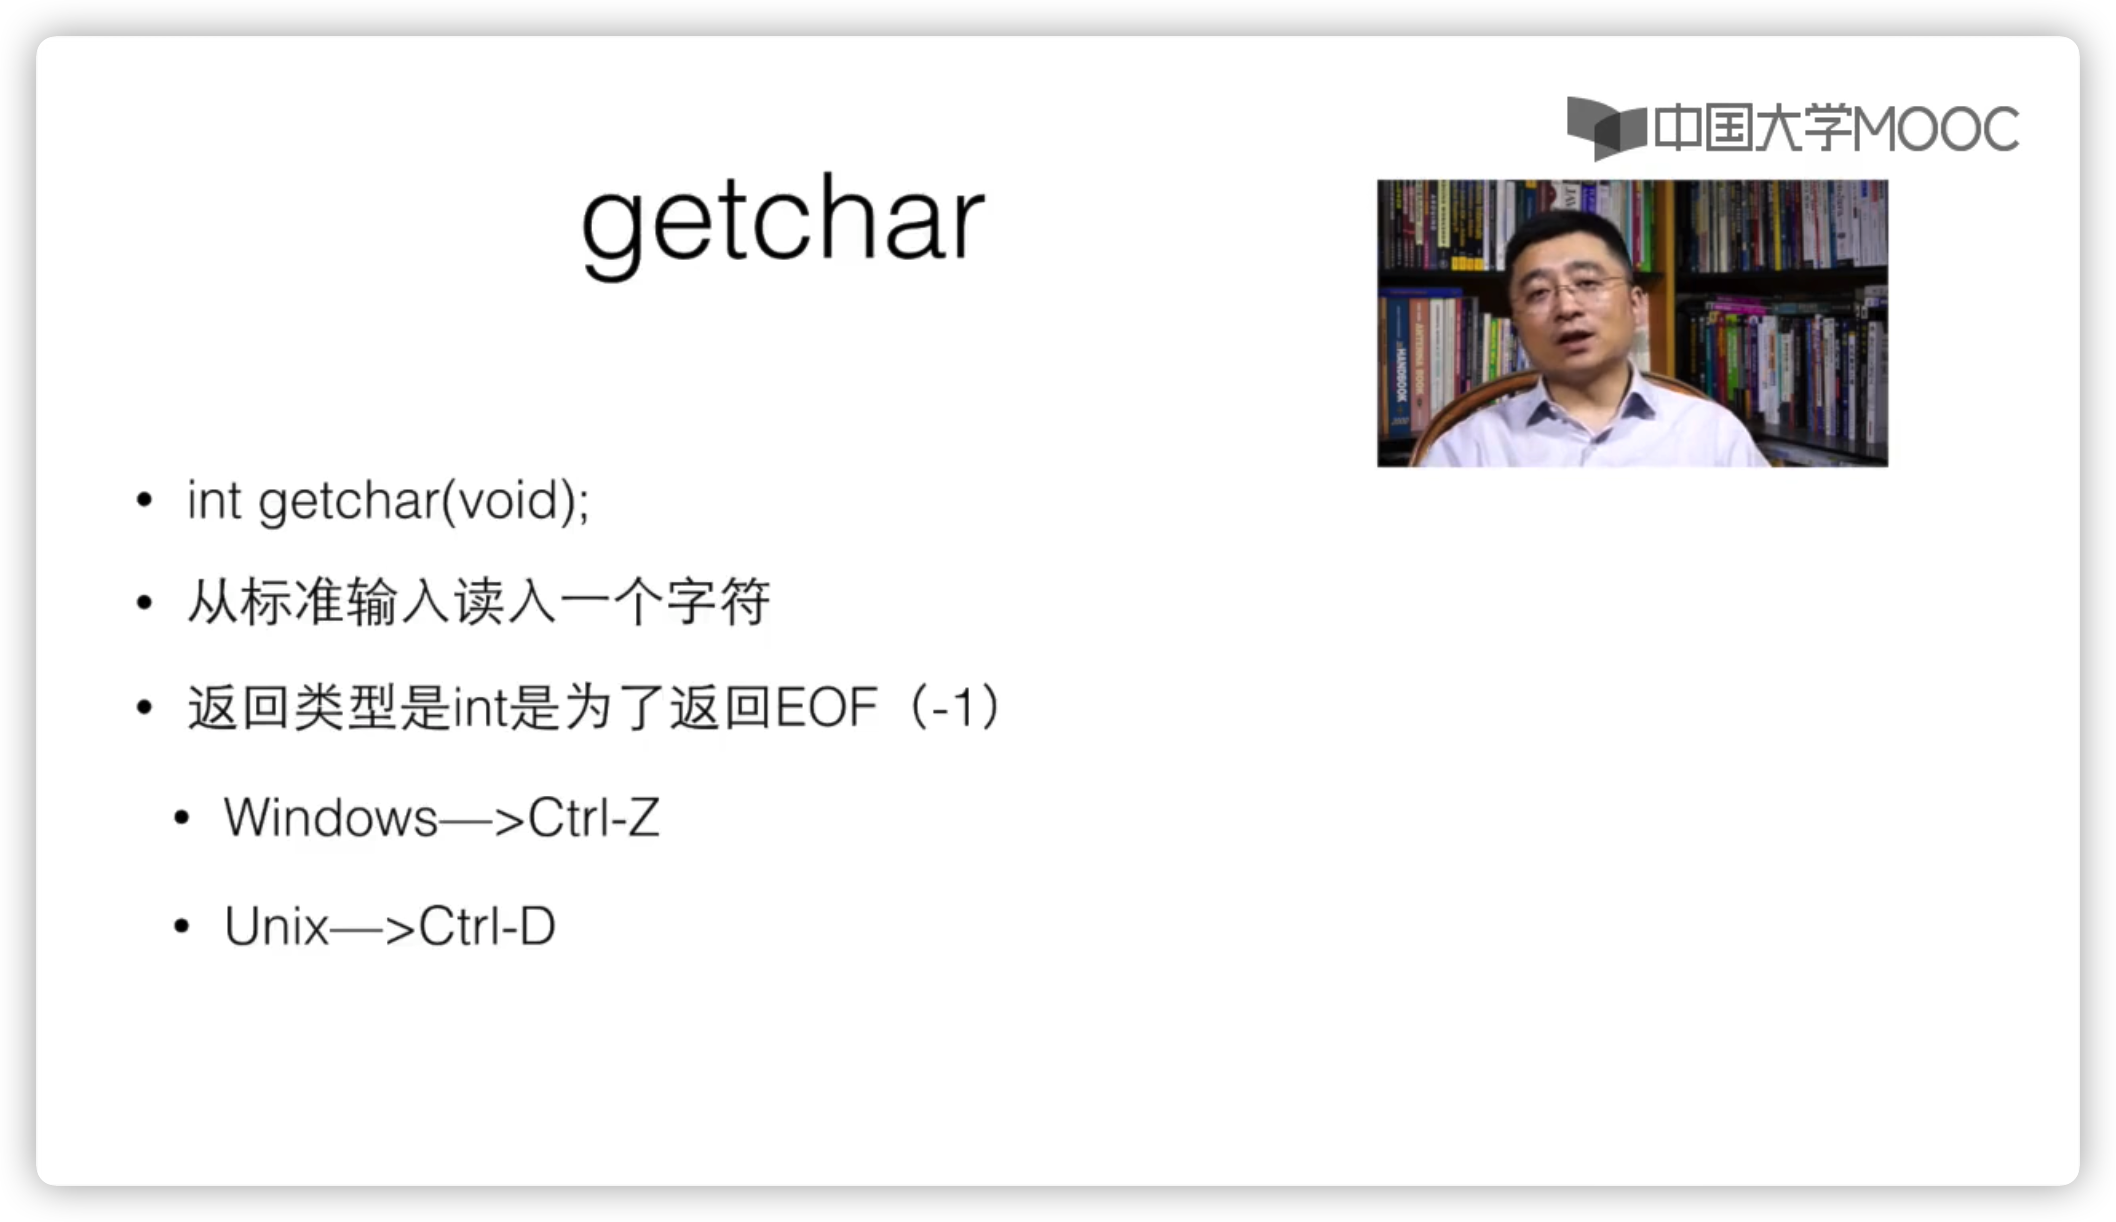 中国大学MOOC
getchar
HANDBOOK
int getchar(void);
从标准输入读入一个字符
返回类型是int是为了返回EOF（-1）
Windows—>Ctrl-Z
Unix—>Ctrl-D